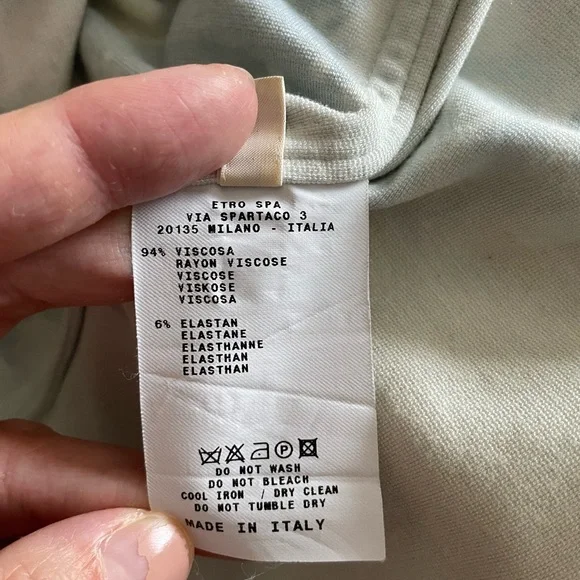 ETRO SPA
VIA SPARTACO 3
20135 MILANO - ITALIA
94% VISCOSA
RAYON VISCOSE
VISCOSE
VISKOSE
VISCOSA
6% ELASTAN
ELASTANE
ELASTHANNE
ELASTHAN
ELASTHAN
P
DO NOT WASH
DO NOT BLEACH
COOL IRON / DRY CLEAN
DO NOT TUMBLE DRY
MADE IN ITALY